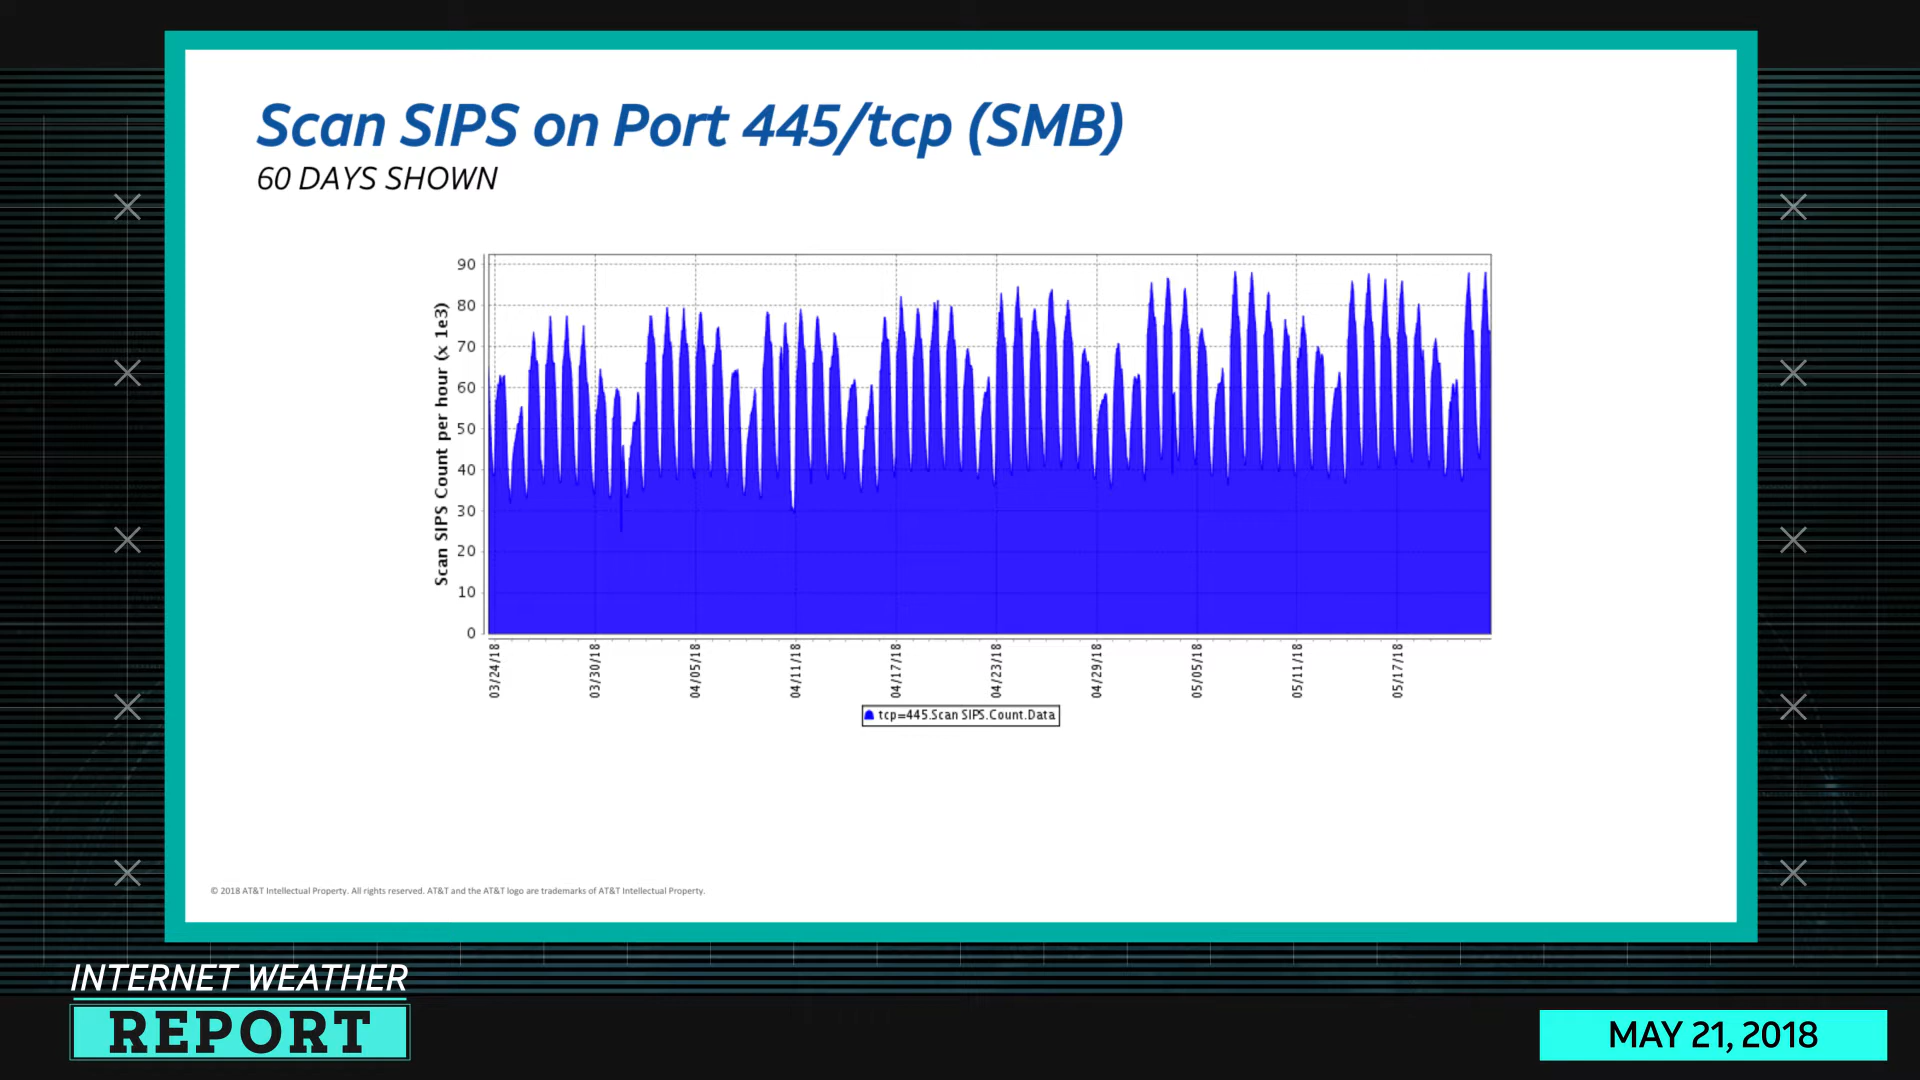 Scan SIPS on Port 445/tcp (SMB)
60 DAYS SHOWN
Scan SIPS Count per hour (x 1e3)
90
80
70
60
50
40
30
20
10
0
03/24/18
03/30/18
04/05/18
04/11/18
04/17/18
04/23/18
04/29/18
05/05/18
05/11/18
05/17/18
tcp=445.Scan SIPS.Count.Data
© 2018 AT&T Intellectual Property. All rights reserved. AT&T and the AT&T logo are trademarks of AT&T Intellectual Property.
INTERNET WEATHER
REPORT
MAY 21, 2018